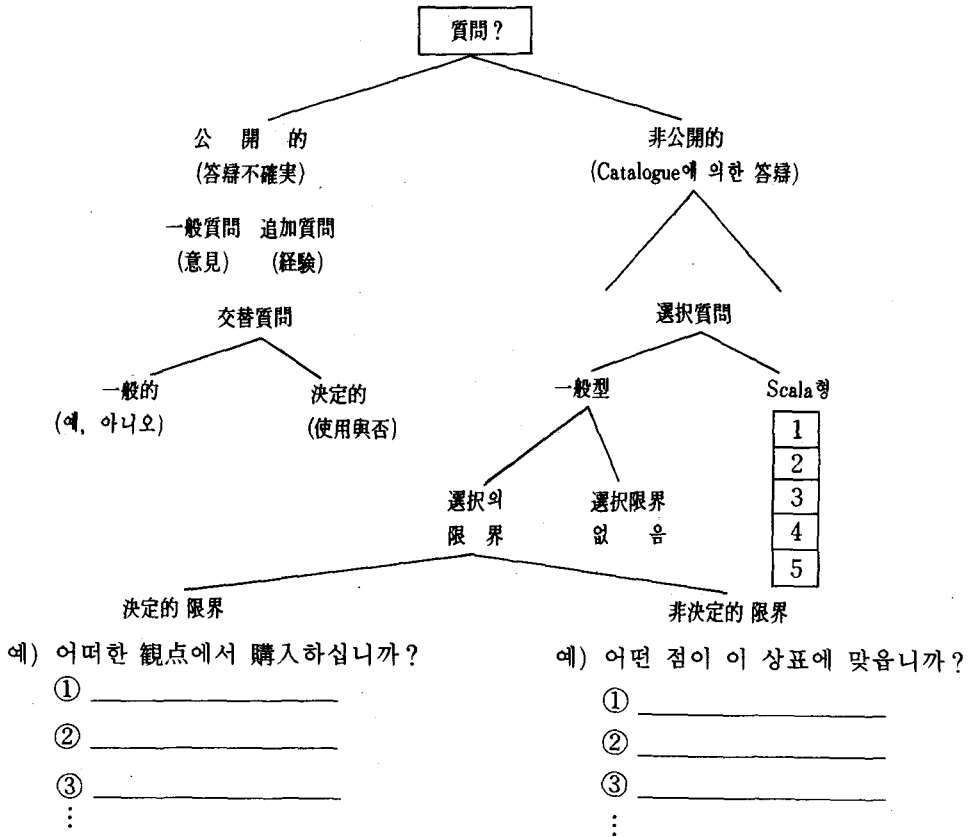 質問?
公 開 的
非公開的
(答辯不確実)
(Catalogue에 의한 答辯)
一般質問 追加質問
(意見) (経験)
交替質問
選択質問
一般的
決定的
一般型
Scala형
(예, 아니오)
(使用與否)
1
2
3
4
5
選択의
限 界
選択限界
없 음
決定的 限界
非決定的 限界
예) 어떠한 観点에서 購入하십니까?
①
②
③
⋮
예) 어떤 점이 이 상표에 맞읍니까?
①
②
③
⋮